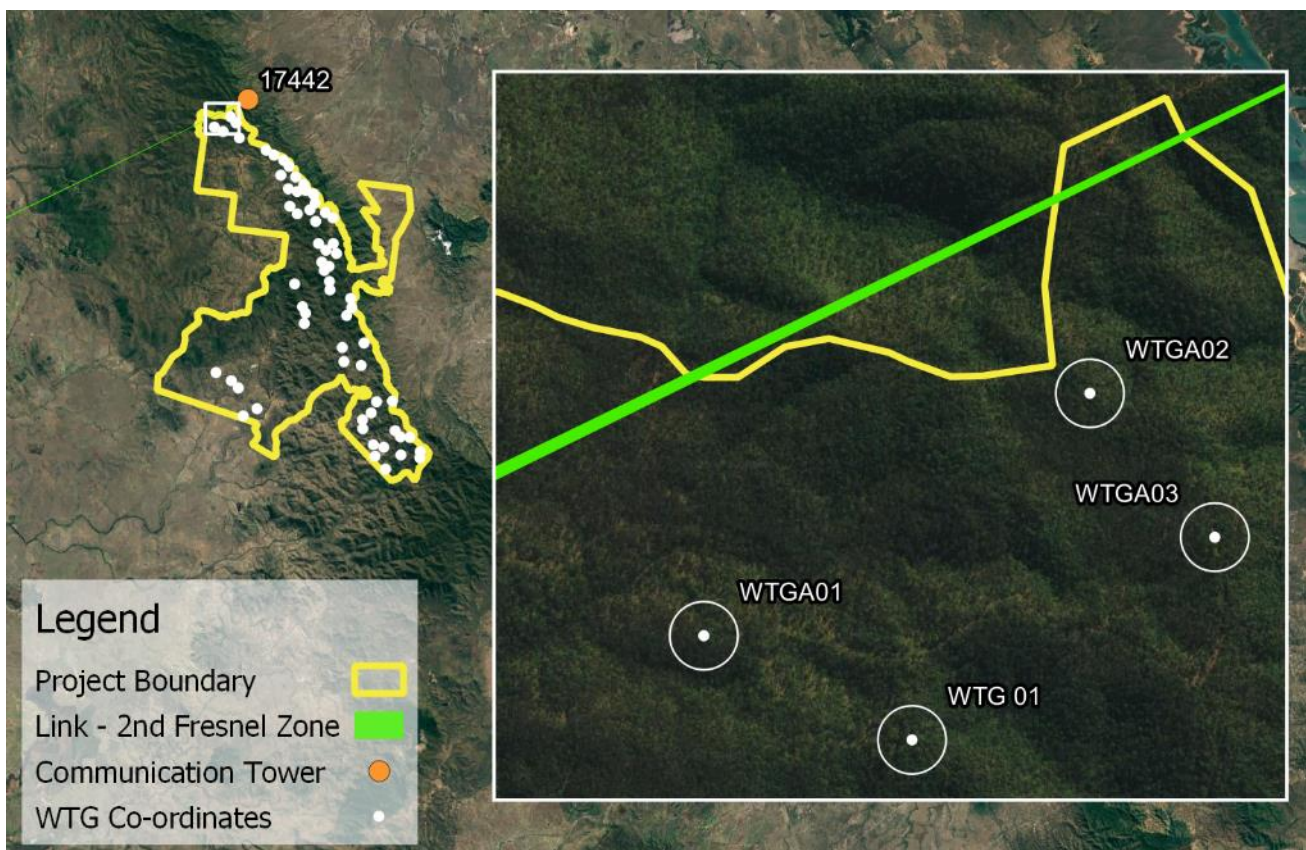 17442
WTGA02
WTGA03
WTGA01
WTG 01
Legend
Project Boundary
Link - 2nd Fresnel Zone
Communication Tower
WTG Co-ordinates